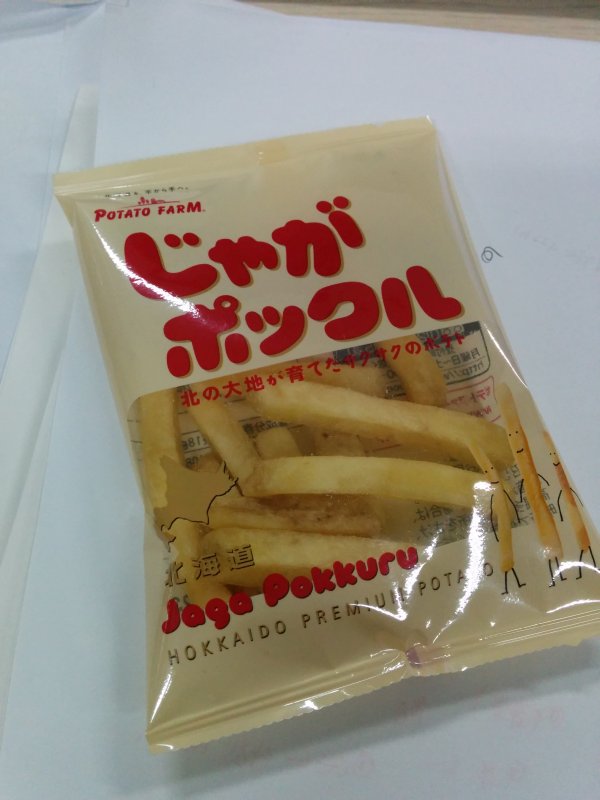 POTATO FARM
じゃが
ポックル
北の大地が育てたサクサクのポテト
北海道
Jaga Pokkuru
HOKKAIDO PREMIUM POTATO